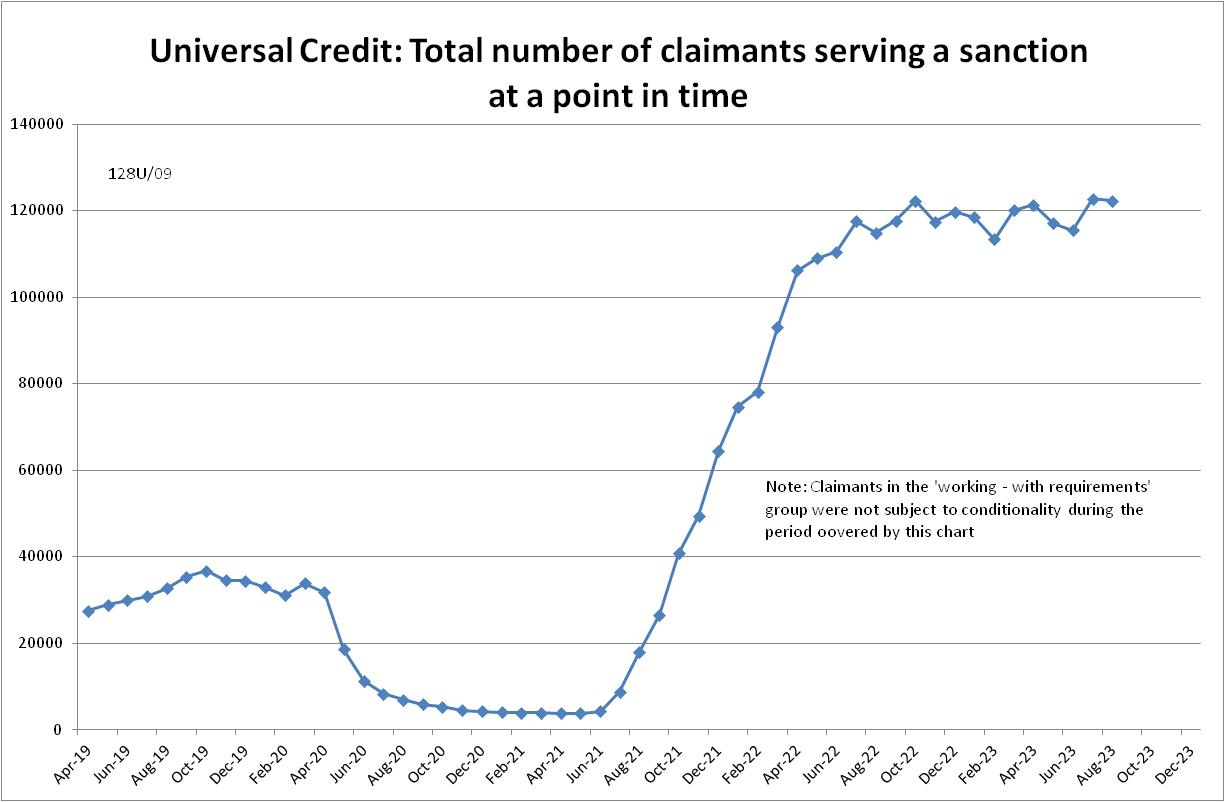 Universal Credit: Total number of claimants serving a sanction
at a point in time
140000
128U/09
120000
100000
80000
60000
Note: Claimants in the 'working - with requirements'
group were not subject to conditionality during the
period oovered by this chart
40000
20000
0
Apr-19 Jun-19 Aug-19 Oct-19 Dec-19 Feb-20 Apr-20 Jun-20 Aug-20 Oct-20 Dec-20 Feb-21 Apr-21 Jun-21 Aug-21 Oct-21 Dec-21 Feb-22 Apr-22 Jun-22 Aug-22 Oct-22 Dec-22 Feb-23 Apr-23 Jun-23 Aug-23 Oct-23 Dec-23